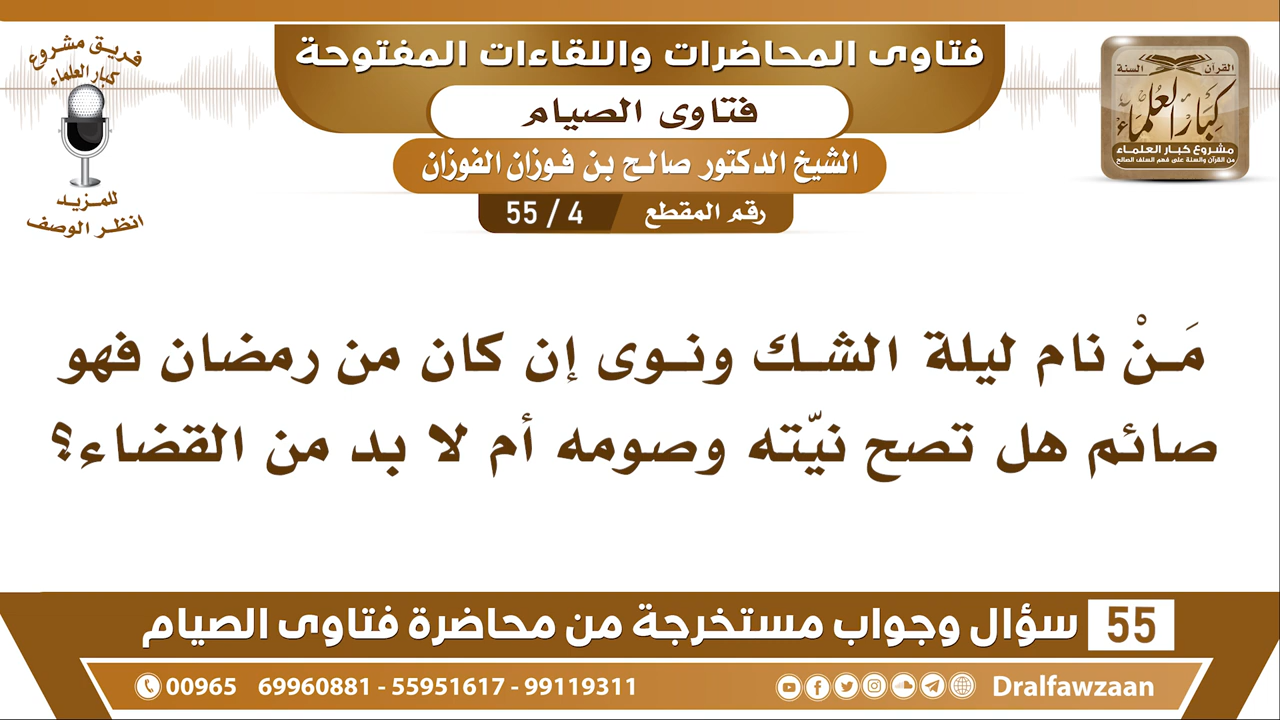 فتاوى المحاضرات واللقاءات المفتوحة
فتاوى الصيام
الشيخ الدكتور صالح بن فوزان الفوزان
رقم المقطع 4 / 55
فريق مشروع
كبار العلماء
للمزيد
انظر الوصف
القرآن السنة
كبار العلماء
مشروع كبار العلماء
من القرآن والسنة على فهم السلف الصالح
مَنْ نام ليلة الشك ونوى إن كان من رمضان فهو
صائم هل تصح نيّته وصومه أم لا بد من القضاء؟
55 سؤال وجواب مستخرجة من محاضرة فتاوى الصيام
00965 69960881 - 55951617 - 99119311
Dralfawzaan